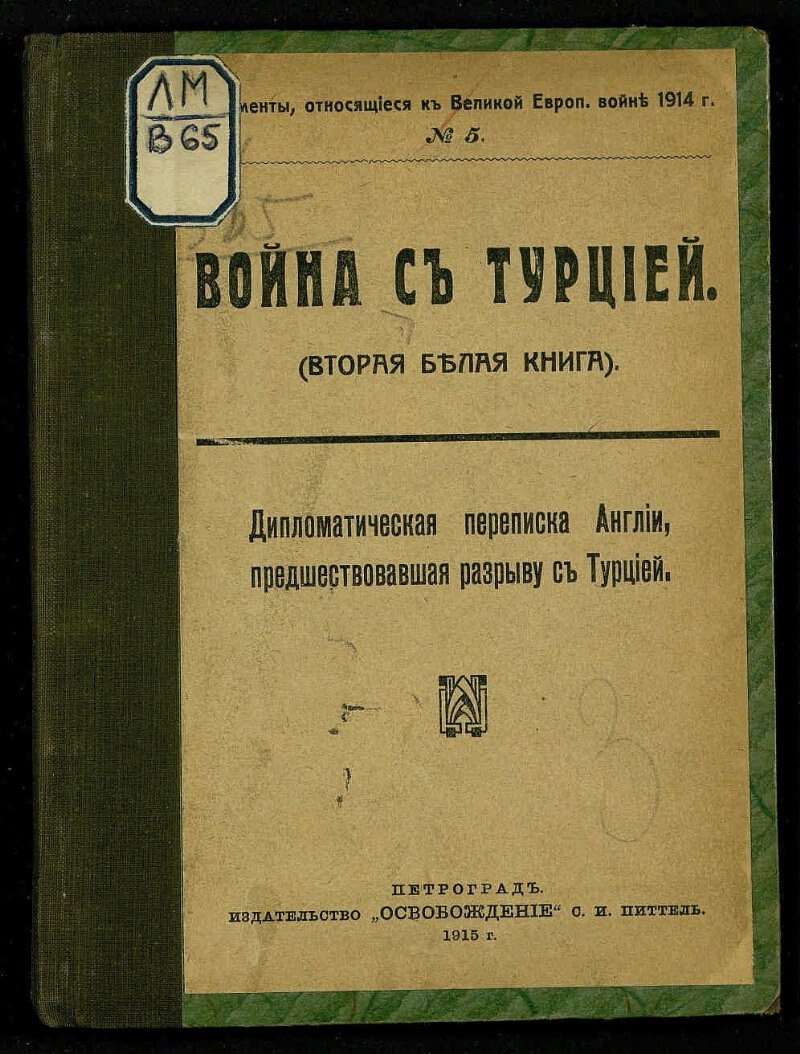 ЛМ
В65
менты, относящіеся къ Великой Европ. войнѣ 1914 г.
№ 5.
ВОЙНА СЪ ТУРЦІЕЙ.
(ВТОРАЯ БѢЛАЯ КНИГА).
Дипломатическая переписка Англіи,
предшествовавшая разрыву съ Турціей.
ПЕТРОГРАДЪ.
ИЗДАТЕЛЬСТВО „ОСВОБОЖДЕНІЕ“ С. И. ПИТТЕЛЬ.
1915 г.